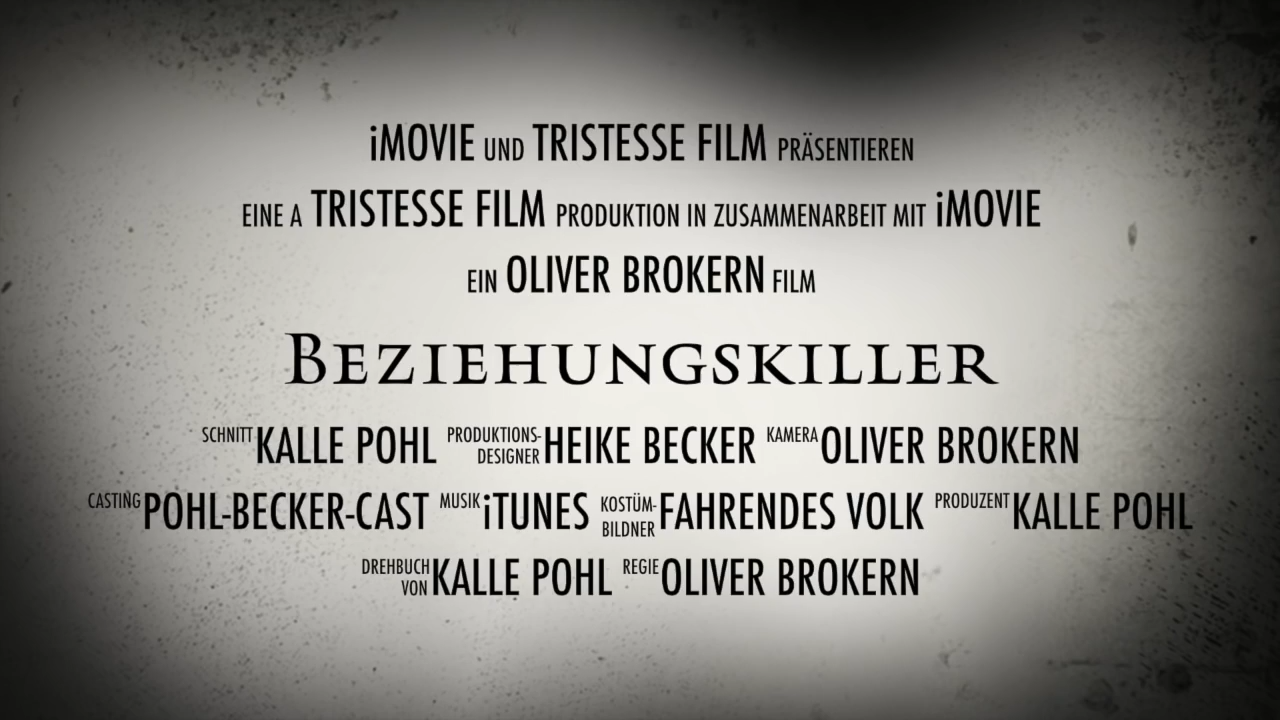 iMOVIE UND TRISTESSE FILM PRÄSENTIEREN
EINE A TRISTESSE FILM PRODUKTION IN ZUSAMMENARBEIT MIT iMOVIE
EIN OLIVER BROKERN FILM
BEZIEHUNGSKILLER
SCHNITT KALLE POHL PRODUKTIONS-DESIGNER HEIKE BECKER KAMERA OLIVER BROKERN
CASTING POHL-BECKER-CAST MUSIK iTUNES KOSTÜM-BILDNER FAHRENDES VOLK PRODUZENT KALLE POHL
DREHBUCH VON KALLE POHL REGIE OLIVER BROKERN